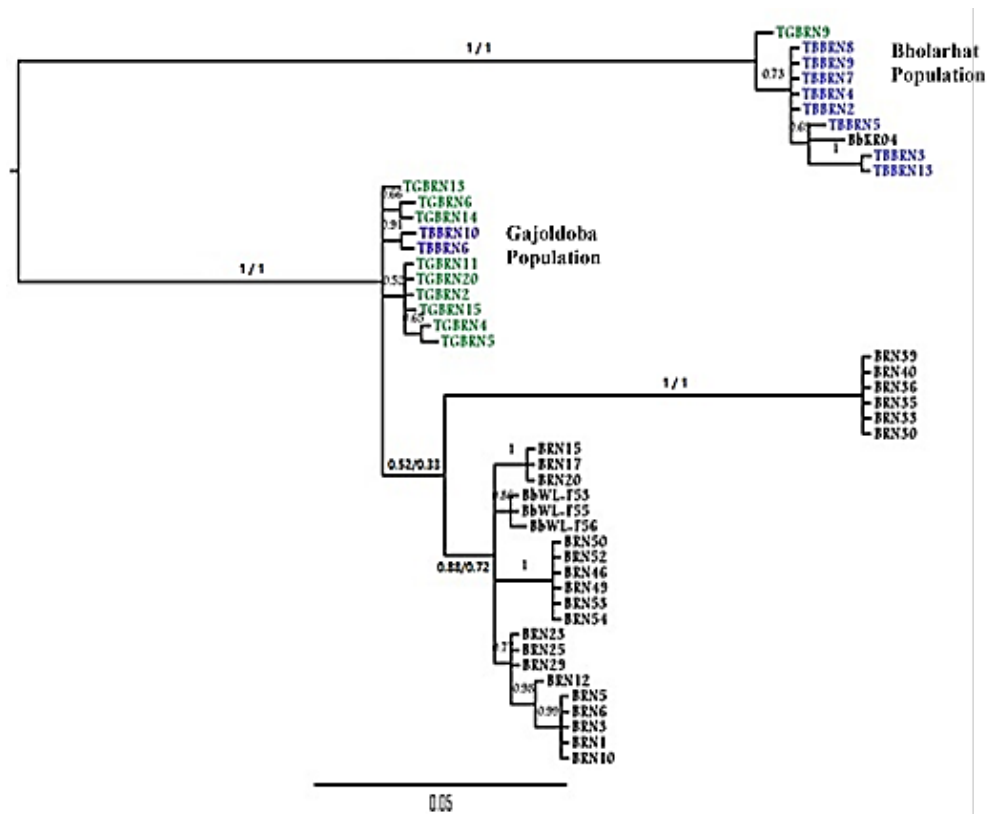 1 / 1
TGBRN9
TBBRN8
TBBRN9
TBBRN7
TBBRN4
TBBRN2
0.73
TBBRN5
BbKR04
1
TBBRN3
TBBRN13
Bholarhat
Population
TGBRN13
TGBRN6
TGBRN14
0.91
TBBRN10
TBBRN6
Gajoldoba
Population
1 / 1
TGBRN11
0.52
TGBRN20
TGBRN2
TGBRN15
TGBRN4
TGBRN5
1 / 1
BRN39
BRN40
BRN36
BRN35
BRN33
BRN30
0.52/0.33
1
BRN15
BRN17
BRN20
BbWL-f53
BbWL-f55
BbWL-f56
0.88/0.72
1
BRN50
BRN52
BRN46
BRN49
BRN53
BRN54
BRN23
BRN25
BRN29
0.98
BRN12
0.99
BRN5
BRN6
BRN3
BRN1
BRN10
0.05